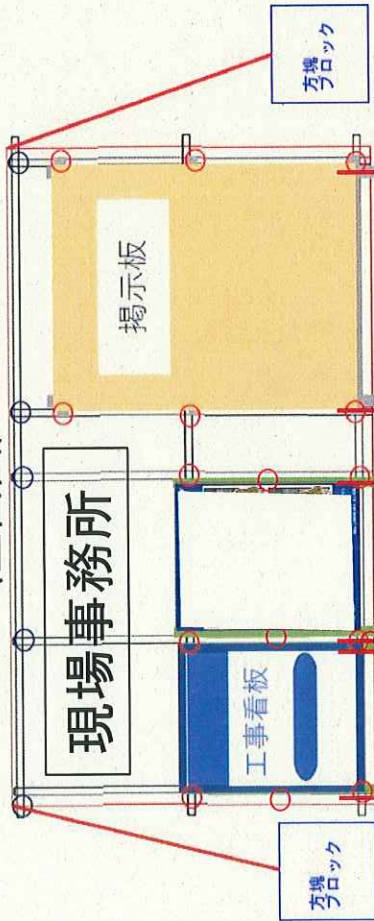 現場事務所
掲示板
工事看板
方塊
ブロック
方塊
ブロック